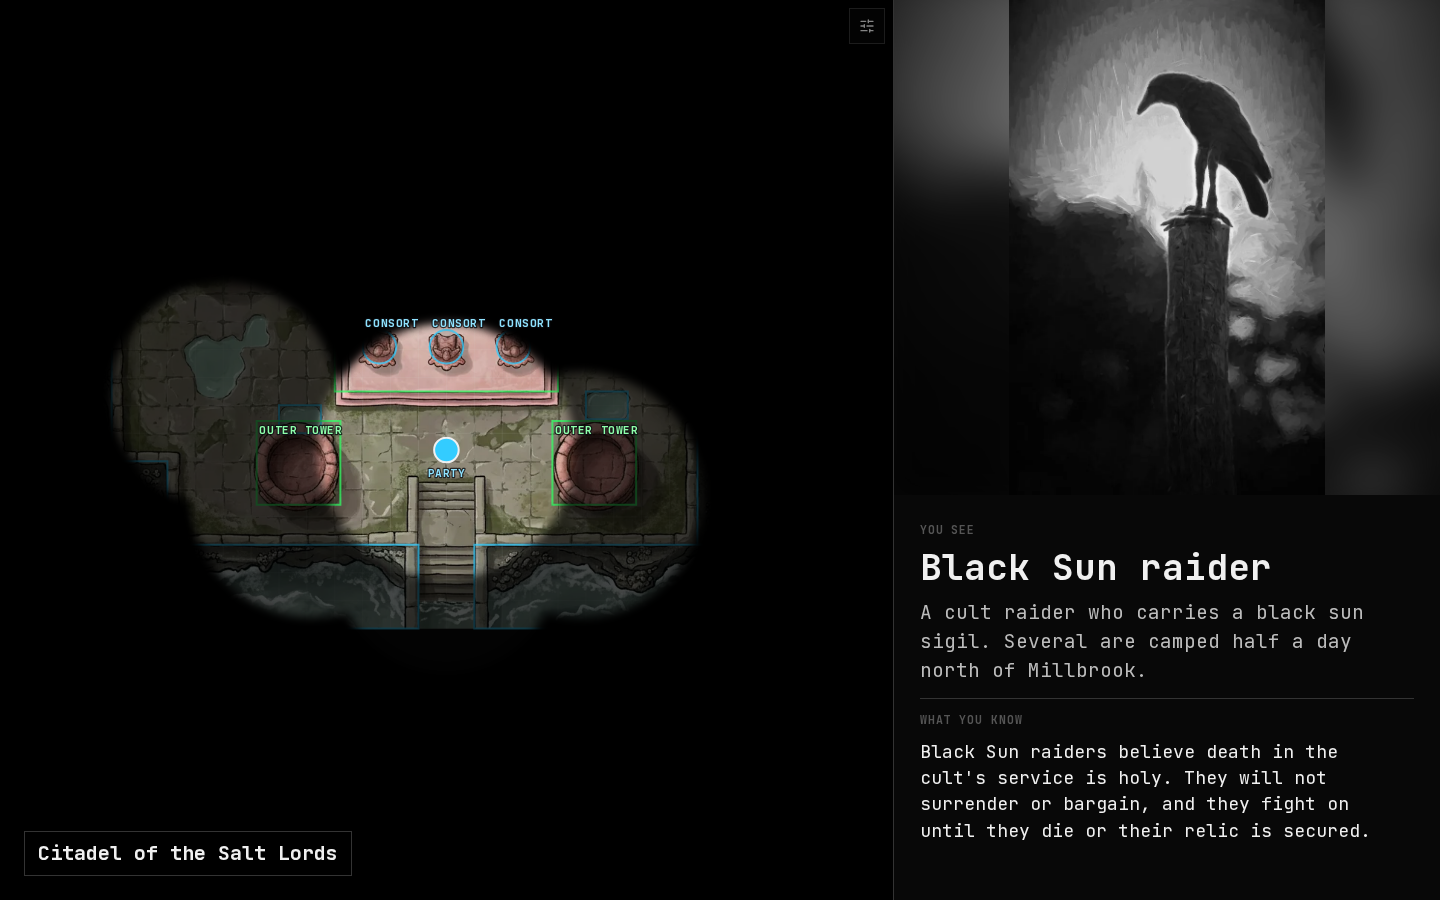 CONSORT CONSORT CONSORT
OUTER TOWER OUTER TOWER
PARTY
Citadel of the Salt Lords
YOU SEE
Black Sun raider
A cult raider who carries a black sun
sigil. Several are camped half a day
north of Millbrook.
WHAT YOU KNOW
Black Sun raiders believe death in the
cult's service is holy. They will not
surrender or bargain, and they fight on
until they die or their relic is secured.